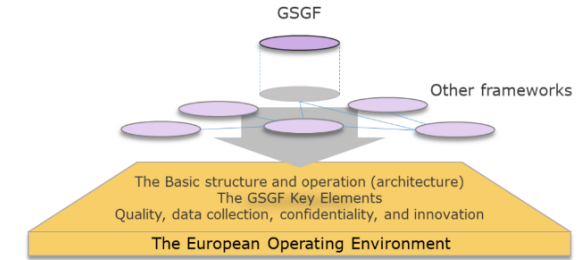 GSGF
Other frameworks
The Basic structure and operation (architecture)
The GSGF Key Elements
Quality, data collection, confidentiality, and innovation
The European Operating Environment